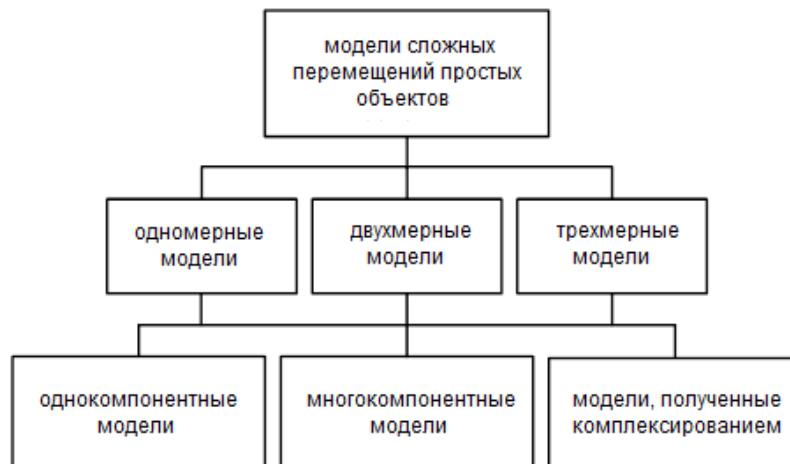 модели сложных
перемещений простых
объектов
одномерные
модели
двухмерные
модели
трехмерные
модели
однокомпонентные
модели
многокомпонентные
модели
модели, полученные
комплексированием